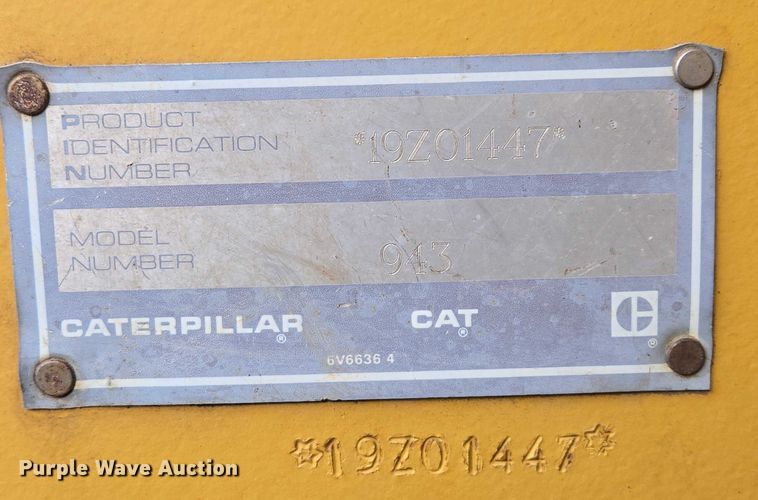 PRODUCT
IDENTIFICATION *19Z01447*
NUMBER
MODEL
NUMBER 943
CATERPILLAR® CAT® C®
6V6636 4
*19Z01447*
Purple Wave Auction